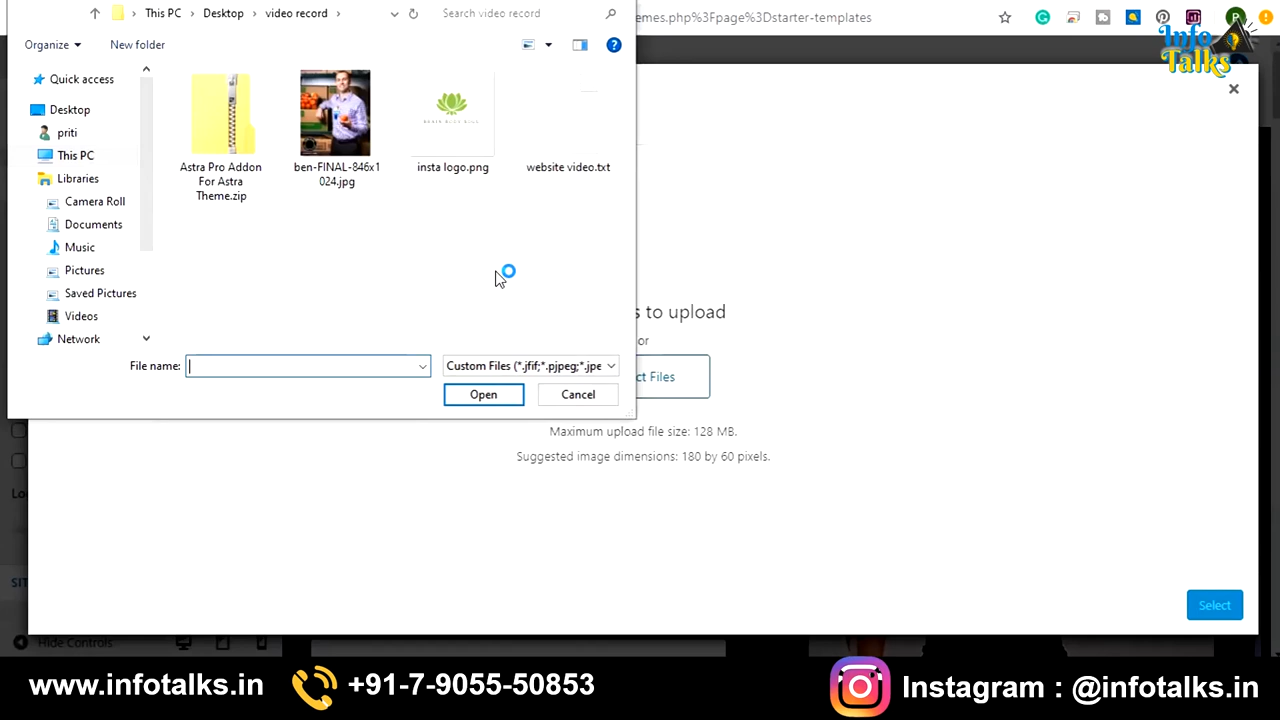 This PC > Desktop > video record >
Search video record
emes.php%3Fpage%3Dstarter-templates
Info
Talks
Organize
New folder
Quick access
Desktop
priti
This PC
Libraries
Camera Roll
Documents
Music
Pictures
Saved Pictures
Videos
Network
Astra Pro Addon
For Astra
Theme.zip
ben-FINAL-846x1
024.jpg
insta logo.png
website video.txt
File name:
Custom Files (*.jfif;*.pjpeg;*.jpe
Open
Cancel
s to upload
or
ct Files
Maximum upload file size: 128 MB.
Suggested image dimensions: 180 by 60 pixels.
Lo
SIT
Select
Hide Controls
www.infotalks.in
+91-7-9055-50853
Instagram : @infotalks.in